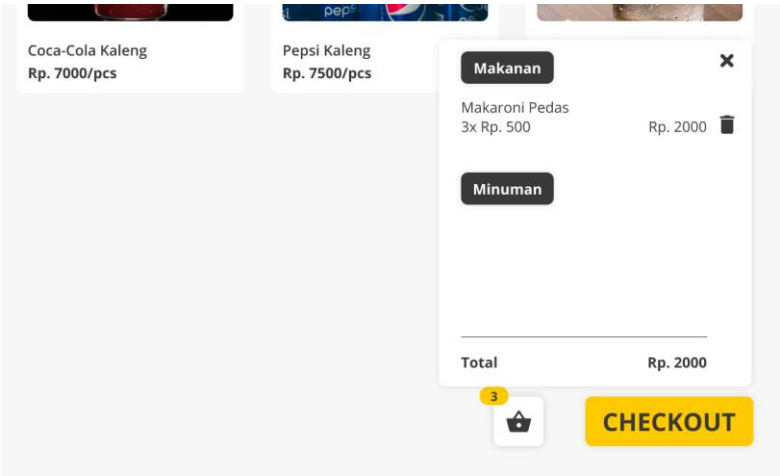 pepsi
Coca-Cola Kaleng
Rp. 7000/pcs
Pepsi Kaleng
Rp. 7500/pcs
Makanan
Makaroni Pedas
3x Rp. 500
Rp. 2000
Minuman
Total
Rp. 2000
3
CHECKOUT